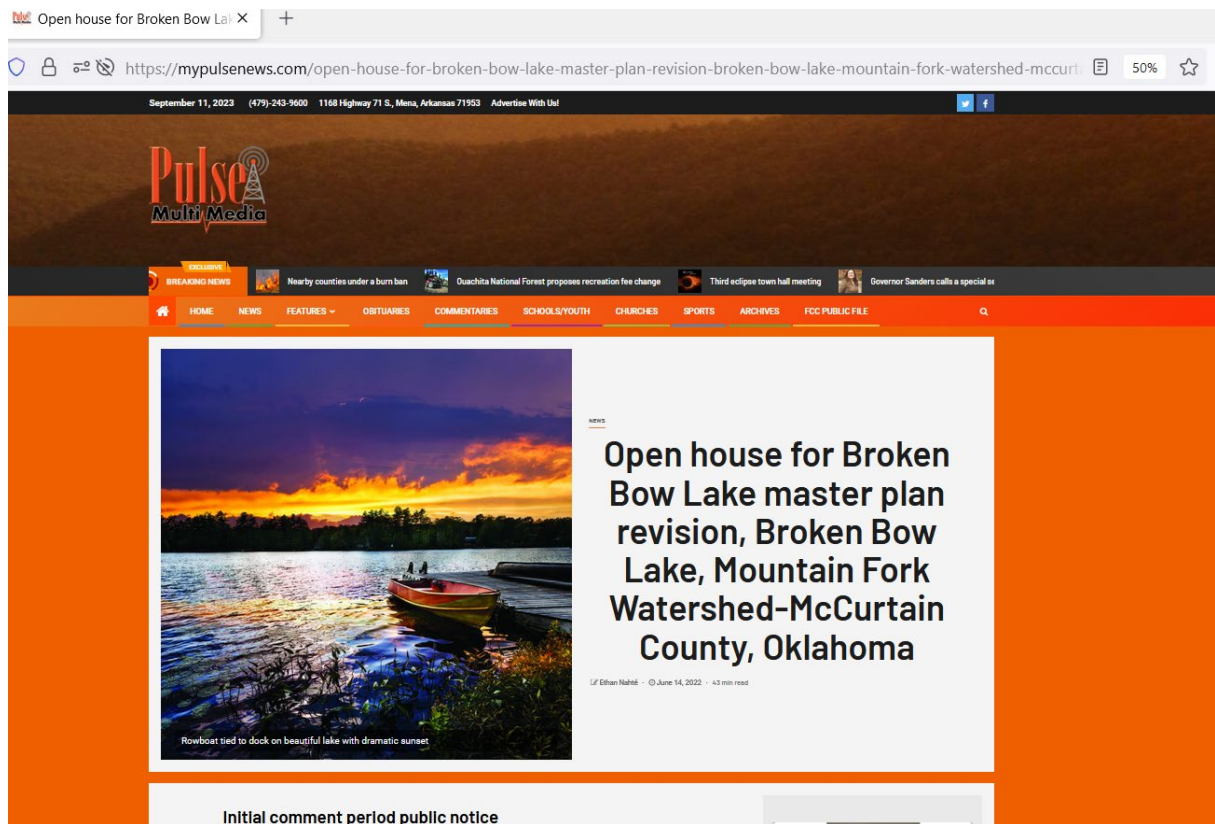 Open house for Broken Bow Lak
https://mypulsenews.com/open-house-for-broken-bow-lake-master-plan-revision-broken-bow-lake-mountain-fork-watershed-mccurt
50%
September 11, 2023 (479)-243-9600 1168 Highway 71 S., Mena, Arkansas 71953 Advertise With Us!
Pulse
Multi Media
EXCLUSIVE
BREAKING NEWS Nearby counties under a burn ban Ouachita National Forest proposes recreation fee change Third eclipse town hall meeting Governor Sanders calls a special se
HOME NEWS FEATURES OBITUARIES COMMENTARIES SCHOOLS/YOUTH CHURCHES SPORTS ARCHIVES FCC PUBLIC FILE
NEWS
Open house for Broken
Bow Lake master plan
revision, Broken Bow
Lake, Mountain Fork
Watershed-McCurtain
County, Oklahoma
Ethan Nahté - June 14, 2022 - 43 min read
Rowboat tied to dock on beautiful lake with dramatic sunset
Initial comment period public notice